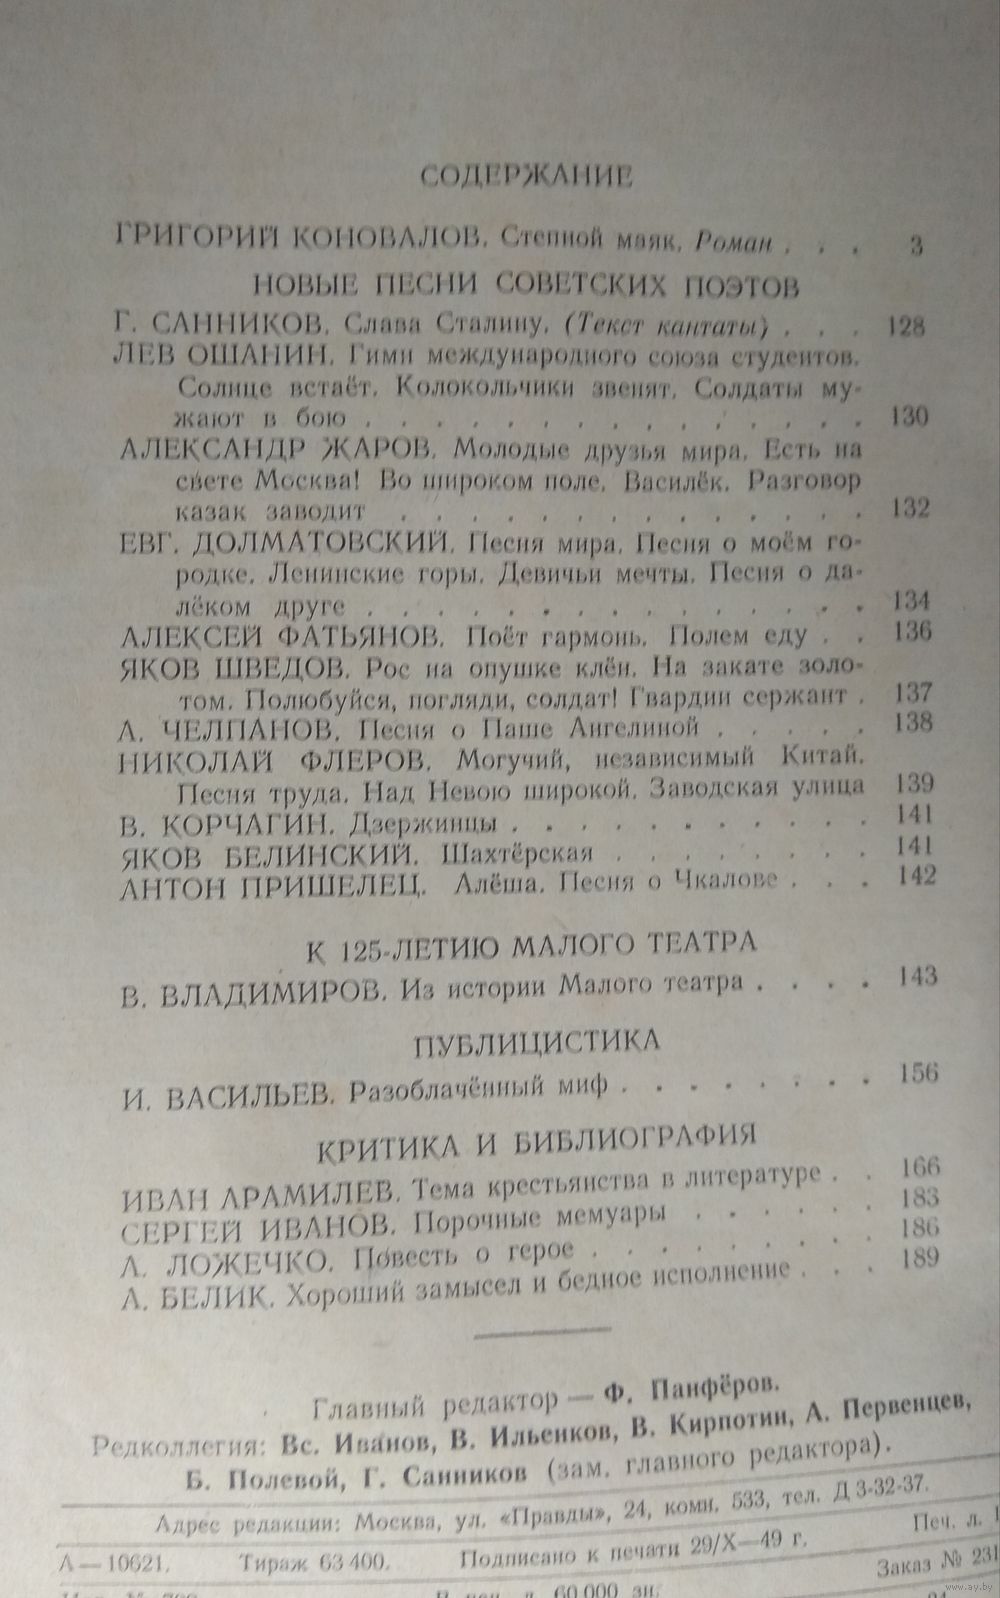 СОДЕРЖАНИЕ
ГРИГОРИЙ КОНОВАЛОВ. Степной маяк. Роман . . . 3
НОВЫЕ ПЕСНИ СОВЕТСКИХ ПОЭТОВ
Г. САННИКОВ. Слава Сталину. (Текст кантаты) . . . 128
ЛЕВ ОШАНИН. Гимн международного союза студентов.
Солнце встаёт. Колокольчики звенят. Солдаты му-
жают в бою . . . . . . . . . . . . . . . 130
АЛЕКСАНДР ЖАРОВ. Молодые друзья мира. Есть на
свете Москва! Во широком поле. Василёк. Разговор
казак заводит . . . . . . . . . . . . . . 132
ЕВГ. ДОЛМАТОВСКИЙ. Песня мира. Песня о моём го-
родке. Ленинские горы. Девичьи мечты. Песня о да-
лёком друге . . . . . . . . . . . . . . . 134
АЛЕКСЕЙ ФАТЬЯНОВ. Поёт гармонь. Полем еду . . 136
ЯКОВ ШВЕДОВ. Рос на опушке клён. На закате золо-
том. Полюбуйся, погляди, солдат! Гвардии сержант . 137
А. ЧЕЛПАНОВ. Песня о Паше Ангелиной . . . . . 138
НИКОЛАЙ ФЛЕРОВ. Могучий, независимый Китай.
Песня труда. Над Невою широкой. Заводская улица 139
В. КОРЧАГИН. Дзержинцы . . . . . . . . . . . 141
ЯКОВ БЕЛИНСКИЙ. Шахтёрская . . . . . . . . 141
АНТОН ПРИШЕЛЕЦ. Алёша. Песня о Чкалове . . . 142
К 125-ЛЕТИЮ МАЛОГО ТЕАТРА
В. ВЛАДИМИРОВ. Из истории Малого театра . . . . 143
ПУБЛИЦИСТИКА
И. ВАСИЛЬЕВ. Разоблачённый миф . . . . . . . . 156
КРИТИКА И БИБЛИОГРАФИЯ
ИВАН АРАМИЛЕВ. Тема крестьянства в литературе . . 166
СЕРГЕЙ ИВАНОВ. Порочные мемуары . . . . . . 183
А. ЛОЖЕЧКО. Повесть о герое . . . . . . . . . 186
А. БЕЛИК. Хороший замысел и бедное исполнение . . . 189
Главный редактор — Ф. Панфёров.
Редколлегия: Вс. Иванов, В. Ильенков, В. Кирпотин, А. Первенцев,
Б. Полевой, Г. Санников (зам. главного редактора).
Адрес редакции: Москва, ул. «Правды», 24, комн. 533, тел. Д 3-32-37.
А — 10621. Тираж 63 400. Подписано к печати 29/X—49 г. Печ. л. 1
Заказ № 231
60 000 зн.
www.ay.by